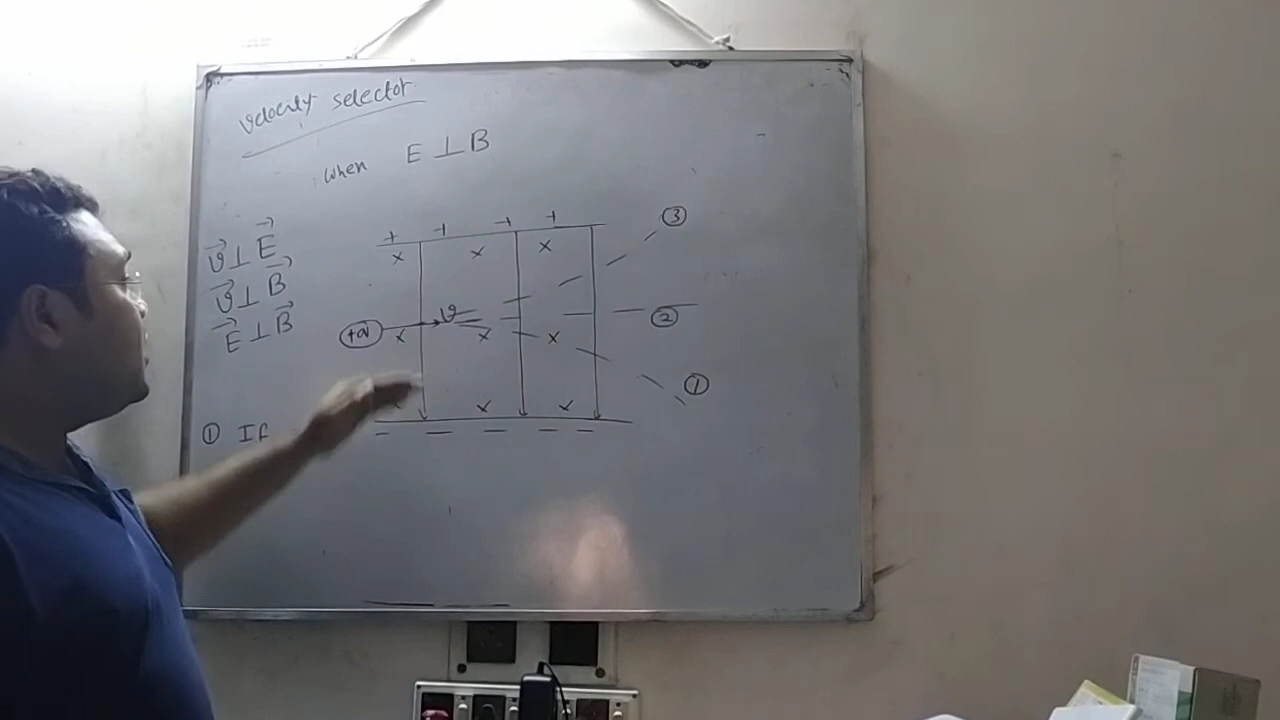 velocity selector
when E ⊥ B
v⃗ ⊥ E⃗
v⃗ ⊥ B⃗
E⃗ ⊥ B⃗
+ + + +
x x x
③
+q v
②
x x x
①
x x x
① If
− − − − −